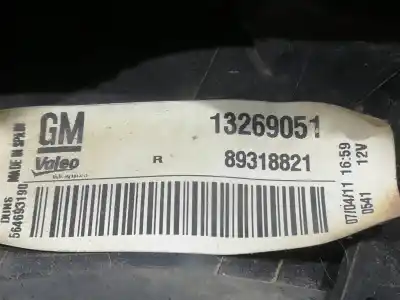 GM
13269051
Valeo
R
89318821
DUNS
564693190
MADE IN SPAIN
07/04/11 16:59
12V
0541